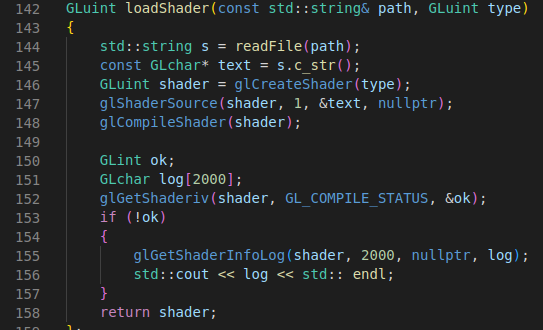 142 GLuint loadShader(const std::string& path, GLuint type)
143 {
144 std::string s = readFile(path);
145 const GLchar* text = s.c_str();
146 GLuint shader = glCreateShader(type);
147 glShaderSource(shader, 1, &text, nullptr);
148 glCompileShader(shader);
149
150 GLint ok;
151 GLchar log[2000];
152 glGetShaderiv(shader, GL_COMPILE_STATUS, &ok);
153 if (!ok)
154 {
155 glGetShaderInfoLog(shader, 2000, nullptr, log);
156 std::cout << log << std:: endl;
157 }
158 return shader;
159 };